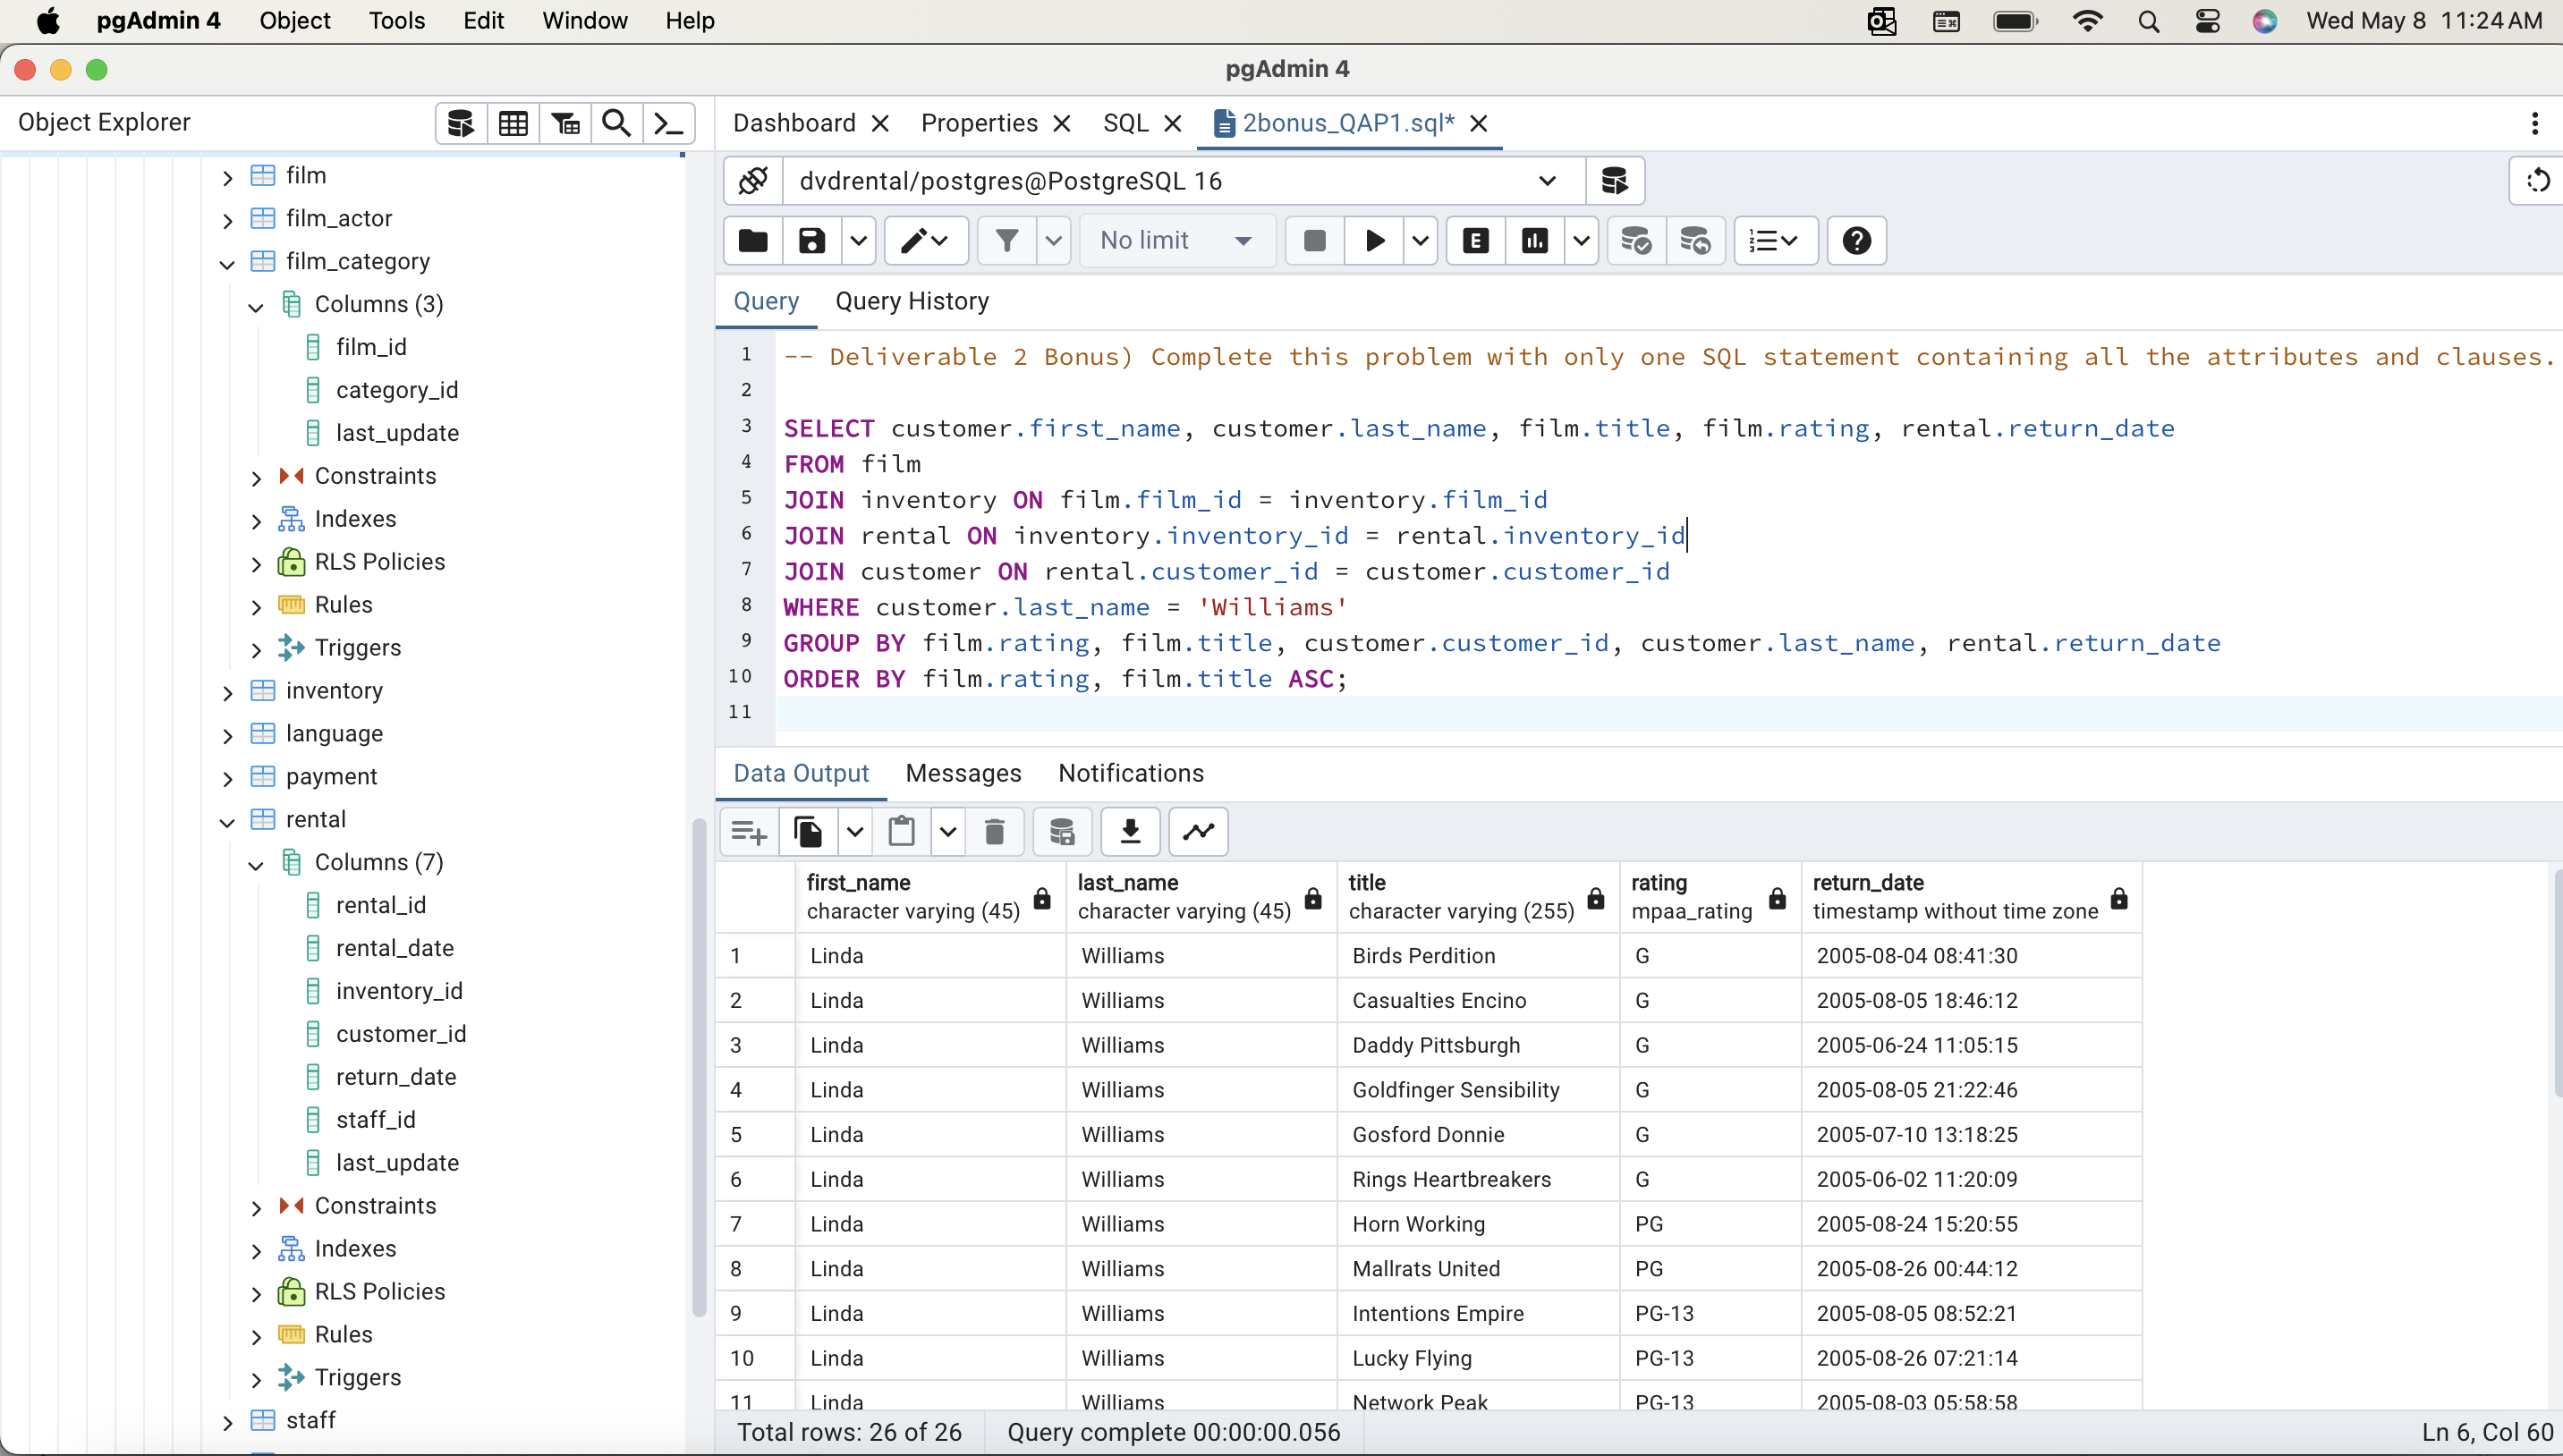 pgAdmin 4 Object Tools Edit Window Help Wed May 8 11:24 AM
pgAdmin 4
Object Explorer
film
film_actor
film_category
Columns (3)
film_id
category_id
last_update
Constraints
Indexes
RLS Policies
Rules
Triggers
inventory
language
payment
rental
Columns (7)
rental_id
rental_date
inventory_id
customer_id
return_date
staff_id
last_update
Constraints
Indexes
RLS Policies
Rules
Triggers
staff
Dashboard Properties SQL 2bonus_QAP1.sql*
dvdrental/postgres@PostgreSQL 16
No limit E
Query Query History
1 -- Deliverable 2 Bonus) Complete this problem with only one SQL statement containing all the attributes and clauses.
2
3 SELECT customer.first_name, customer.last_name, film.title, film.rating, rental.return_date
4 FROM film
5 JOIN inventory ON film.film_id = inventory.film_id
6 JOIN rental ON inventory.inventory_id = rental.inventory_id
7 JOIN customer ON rental.customer_id = customer.customer_id
8 WHERE customer.last_name = 'Williams'
9 GROUP BY film.rating, film.title, customer.customer_id, customer.last_name, rental.return_date
10 ORDER BY film.rating, film.title ASC;
11
Data Output Messages Notifications
first_name last_name title rating return_date
character varying (45) character varying (45) character varying (255) mpaa_rating timestamp without time zone
1 Linda Williams Birds Perdition G 2005-08-04 08:41:30
2 Linda Williams Casualties Encino G 2005-08-05 18:46:12
3 Linda Williams Daddy Pittsburgh G 2005-06-24 11:05:15
4 Linda Williams Goldfinger Sensibility G 2005-08-05 21:22:46
5 Linda Williams Gosford Donnie G 2005-07-10 13:18:25
6 Linda Williams Rings Heartbreakers G 2005-06-02 11:20:09
7 Linda Williams Horn Working PG 2005-08-24 15:20:55
8 Linda Williams Mallrats United PG 2005-08-26 00:44:12
9 Linda Williams Intentions Empire PG-13 2005-08-05 08:52:21
10 Linda Williams Lucky Flying PG-13 2005-08-26 07:21:14
11 Linda Williams Network Peak PG-13 2005-08-03 05:58:58
Total rows: 26 of 26 Query complete 00:00:00.056 Ln 6, Col 60